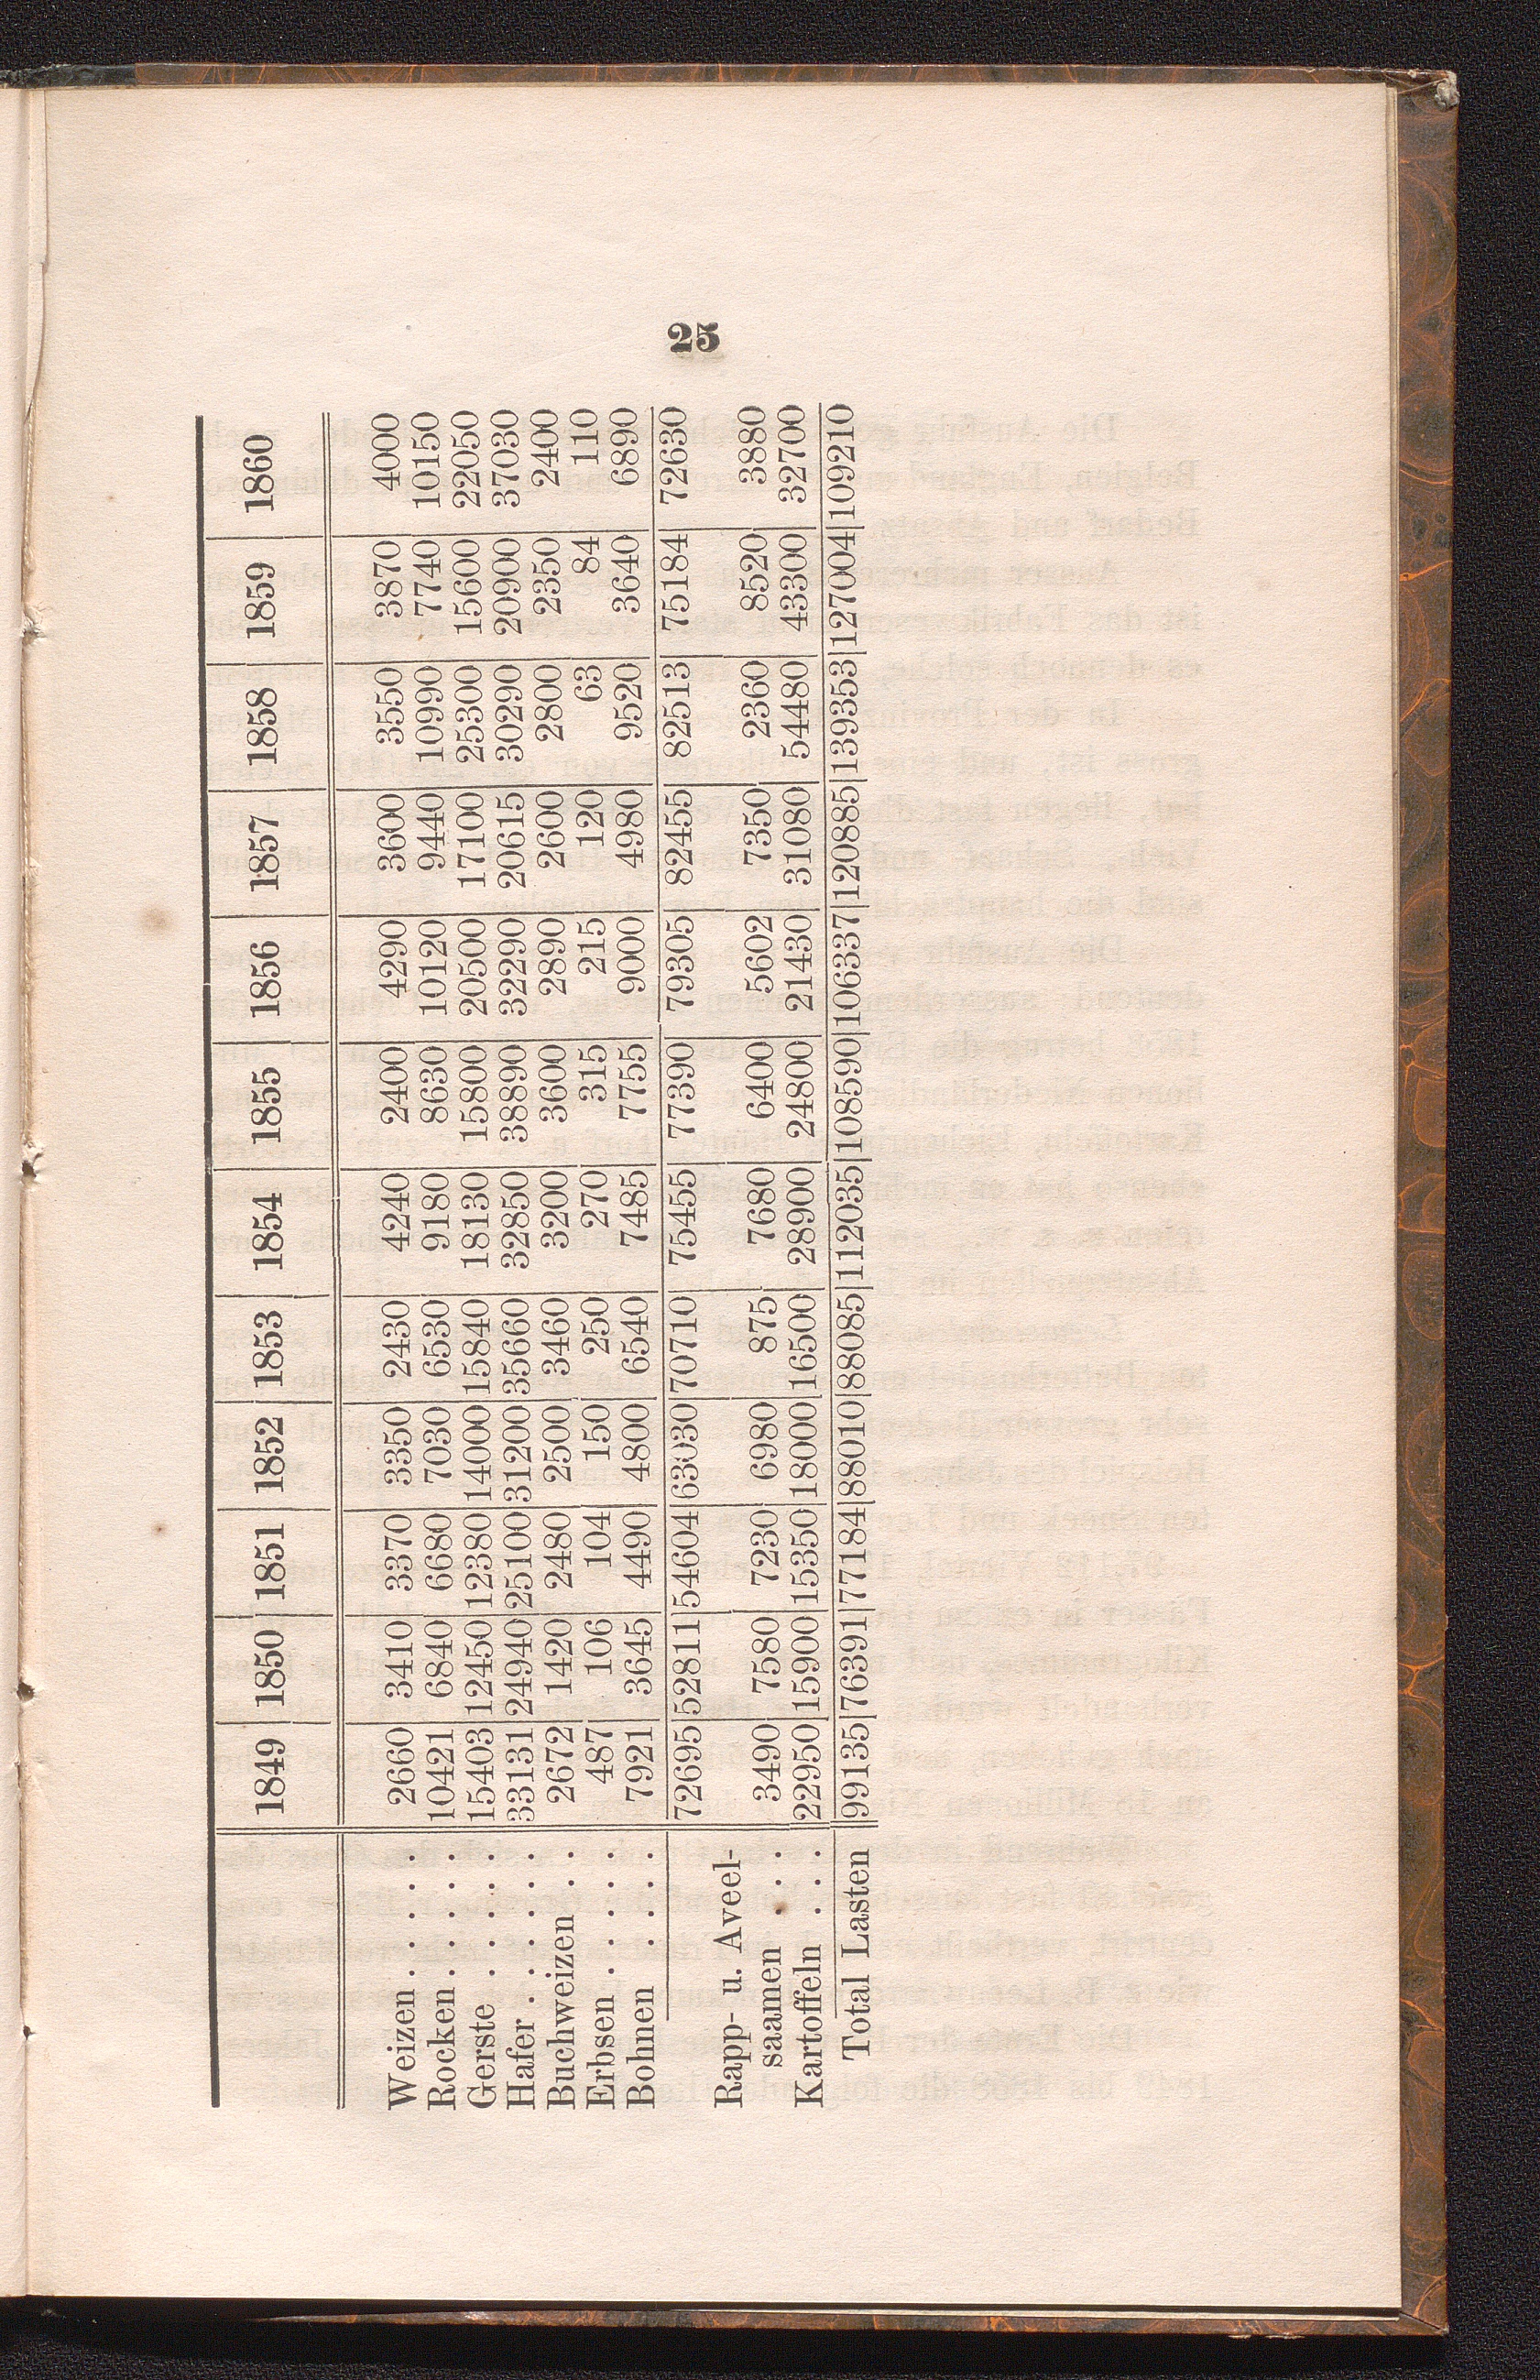 25
1849 1850 1851 1852 1853 1854 1855 1856 1857 1858 1859 1860
Weizen . . . . . 2660 3410 3370 3350 2430 4240 2400 4290 3600 3550 3870 4000
Rocken . . . . . 10421 6840 6680 7030 6530 9180 8630 10120 9440 10990 7740 10150
Gerste . . . . . 15403 12450 12380 14000 15840 18130 15800 20500 17100 25300 15600 22050
Hafer . . . . . . 33131 24940 25100 31200 35660 32850 38890 32290 20615 30290 20900 37030
Buchweizen . . . 2672 1420 2480 2500 3460 3200 3600 2890 2600 2800 2350 2400
Erbsen . . . . . 487 106 104 150 250 270 315 215 120 63 84 110
Bohnen . . . . 7921 3645 4490 4800 6540 7485 7755 9000 4980 9520 3640 6890
72695 52811 54604 63030 70710 75455 77390 79305 82455 82513 75184 72630
Rapp- u. Aveel-
saamen . . . 3490 7580 7230 6980 875 7680 6400 5602 7350 2360 8520 3880
Kartoffeln . . . 22950 15900 15350 18000 16500 28900 24800 21430 31080 54480 43300 32700
Total Lasten 99135 76391 77184 88010 88085 112035 108590 106337 120885 139353 127004 109210